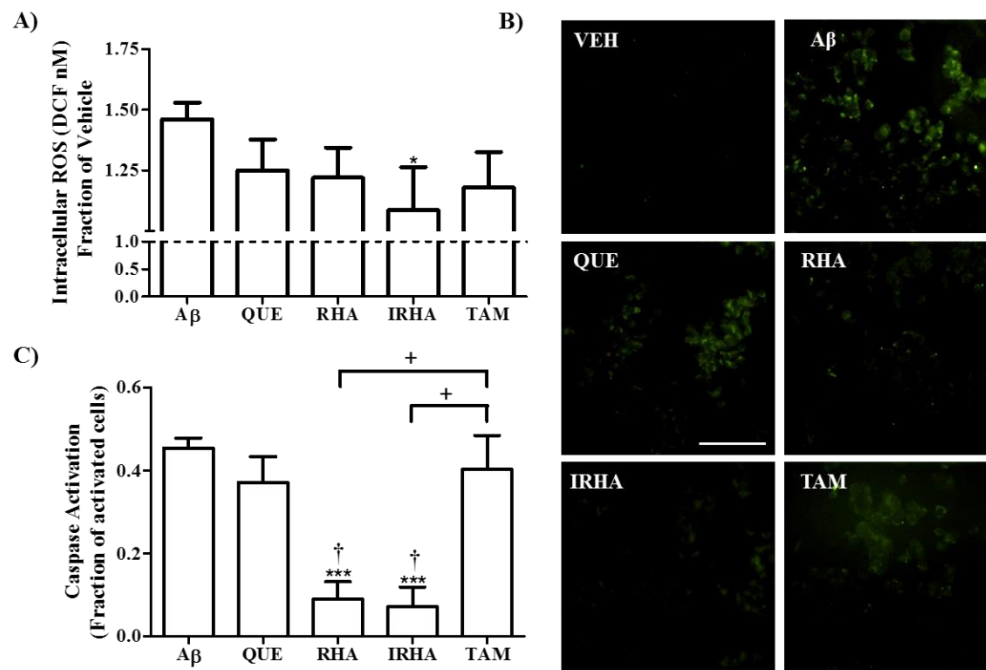 A)
Intracellular ROS (DCF nM)
Fraction of Vehicle
1.75
1.50
1.25
1.0
0.5
0.0
*
Aβ QUE RHA IRHA TAM
B)
VEH Aβ
QUE RHA
IRHA TAM
C)
Caspase Activation
(Fraction of activated cells)
0.6
0.4
0.2
0.0
+
+
† †
*** ***
Aβ QUE RHA IRHA TAM